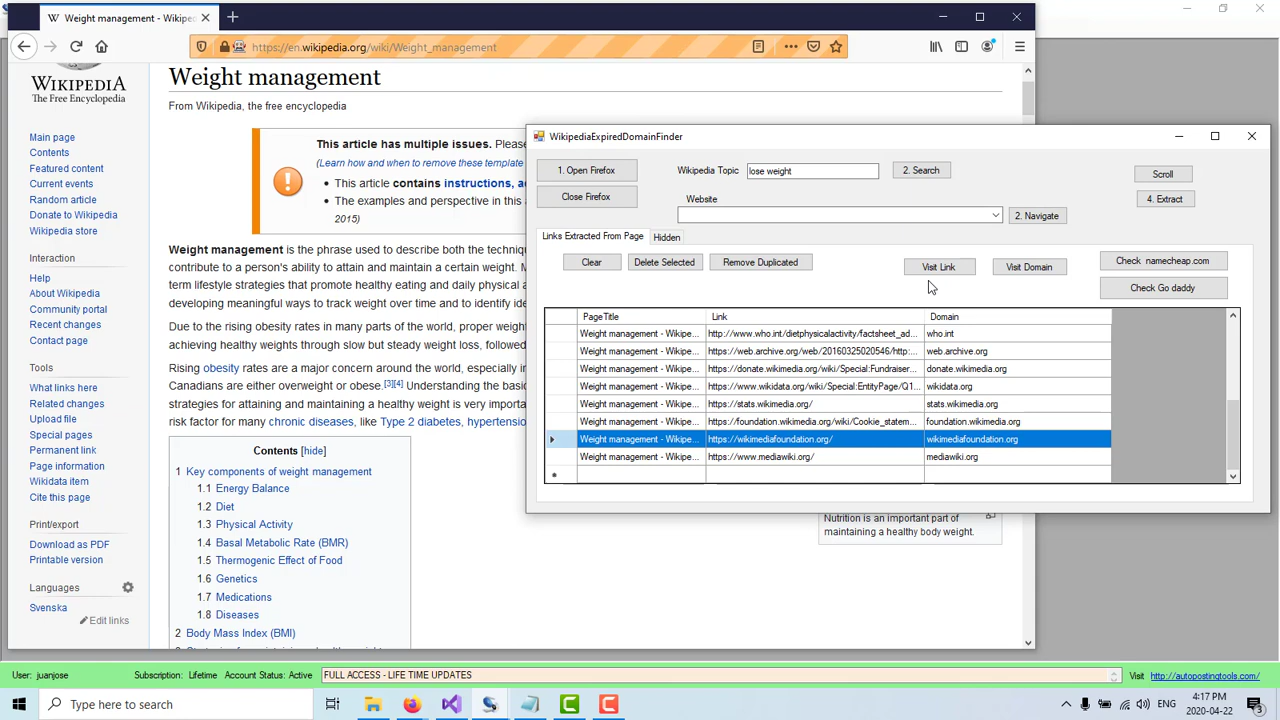 W Weight management - Wikiped
https://en.wikipedia.org/wiki/Weight_management
WIKIPEDIA
The Free Encyclopedia
Main page
Contents
Featured content
Current events
Random article
Donate to Wikipedia
Wikipedia store
Interaction
Help
About Wikipedia
Community portal
Recent changes
Contact page
Tools
What links here
Related changes
Upload file
Special pages
Permanent link
Page information
Wikidata item
Cite this page
Print/export
Download as PDF
Printable version
Languages
Svenska
Edit links
Weight management
From Wikipedia, the free encyclopedia
This article has multiple issues. Please
(Learn how and when to remove these template
This article contains instructions, ad
The examples and perspective in this a
2015)
Weight management is the phrase used to describe both the techniqu
contribute to a person's ability to attain and maintain a certain weight. M
term lifestyle strategies that promote healthy eating and daily physical a
developing meaningful ways to track weight over time and to identify ide
Due to the rising obesity rates in many parts of the world, proper weight
achieving healthy weights through slow but steady weight loss, followed
Rising obesity rates are a major concern around the world, especially in
Canadians are either overweight or obese.[3][4] Understanding the basic
strategies for attaining and maintaining a healthy weight is very importa
risk factor for many chronic diseases, like Type 2 diabetes, hypertensio
Contents [hide]
1 Key components of weight management
1.1 Energy Balance
1.2 Diet
1.3 Physical Activity
1.4 Basal Metabolic Rate (BMR)
1.5 Thermogenic Effect of Food
1.6 Genetics
1.7 Medications
1.8 Diseases
2 Body Mass Index (BMI)
Nutrition is an important part of
maintaining a healthy body weight.
WikipediaExpiredDomainFinder
1. Open Firefox
Wikipedia Topic
lose weight
2. Search
Scroll
Close Firefox
Website
4. Extract
2. Navigate
Links Extracted From Page
Hidden
Clear
Delete Selected
Remove Duplicated
Visit Link
Visit Domain
Check namecheap.com
Check Go daddy
PageTitle Link Domain
Weight management - Wikipe... http://www.who.int/dietphysicalactivity/factsheet_ad... who.int
Weight management - Wikipe... https://web.archive.org/web/20160325020546/http:... web.archive.org
Weight management - Wikipe... https://donate.wikimedia.org/wiki/Special:Fundraiser... donate.wikimedia.org
Weight management - Wikipe... https://www.wikidata.org/wiki/Special:EntityPage/Q1... wikidata.org
Weight management - Wikipe... https://stats.wikimedia.org/ stats.wikimedia.org
Weight management - Wikipe... https://foundation.wikimedia.org/wiki/Cookie_statem... foundation.wikimedia.org
Weight management - Wikipe... https://wikimediafoundation.org/ wikimediafoundation.org
Weight management - Wikipe... https://www.mediawiki.org/ mediawiki.org
User: juanjose
Subscription: Lifetime
Account Status: Active
FULL ACCESS - LIFE TIME UPDATES
Visit http://autopostingtools.com/
Type here to search
ENG
4:17 PM
2020-04-22
3